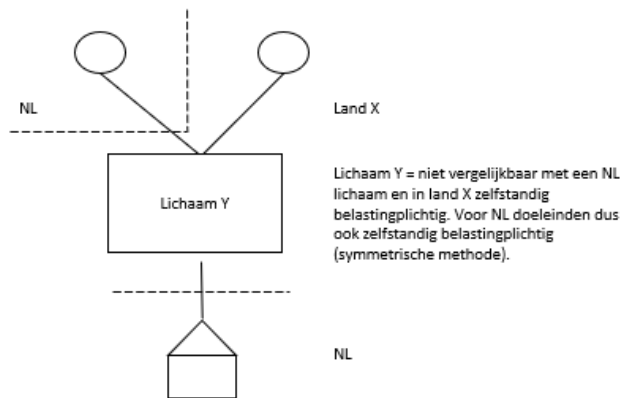 NL
Land X
Lichaam Y
Lichaam Y = niet vergelijkbaar met een NL
lichaam en in land X zelfstandig
belastingplichtig. Voor NL doeleinden dus
ook zelfstandig belastingplichtig
(symmetrische methode).
NL